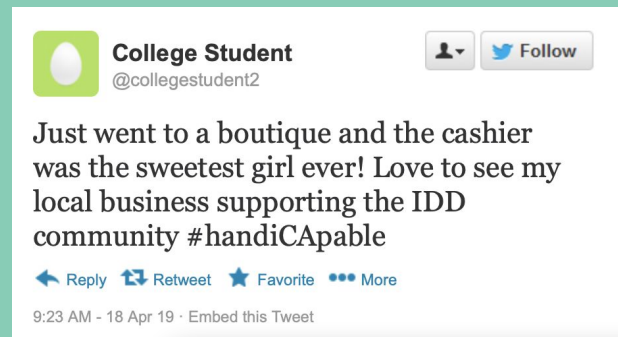 College Student
@collegestudent2
Follow
Just went to a boutique and the cashier
was the sweetest girl ever! Love to see my
local business supporting the IDD
community #handiCApable
Reply Retweet Favorite More
9:23 AM - 18 Apr 19 · Embed this Tweet